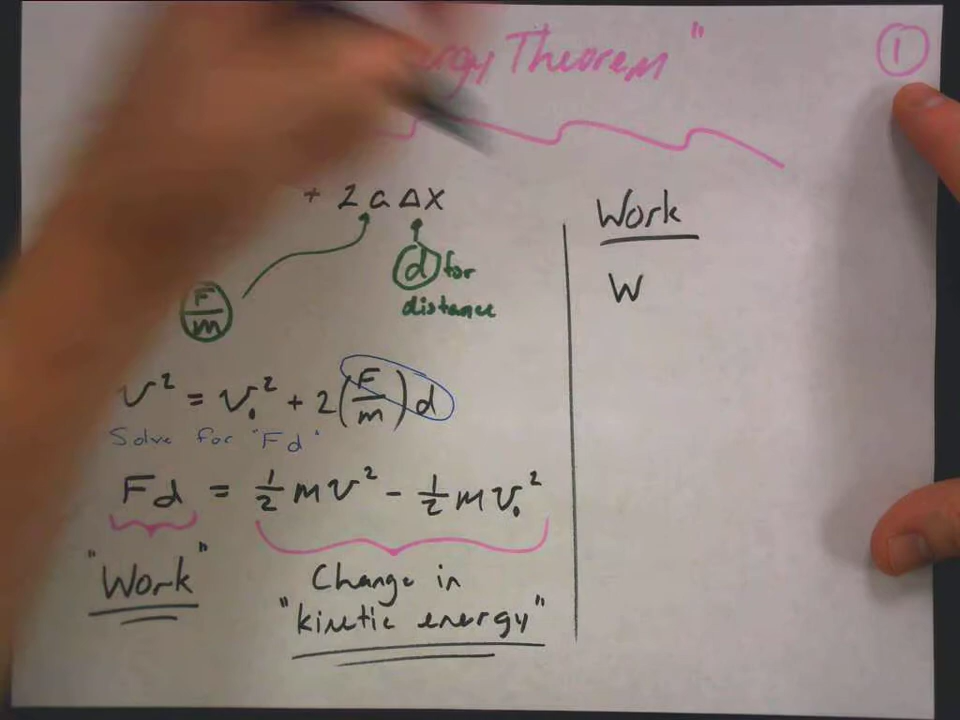 rgy Theorem"
1
+ 2aΔx
F/m
d for
distance
v² = v₀² + 2(F/m)d
Solve for "Fd"
Fd = ½mv² - ½mv₀²
"Work"
Change in
"kinetic energy"
Work
W